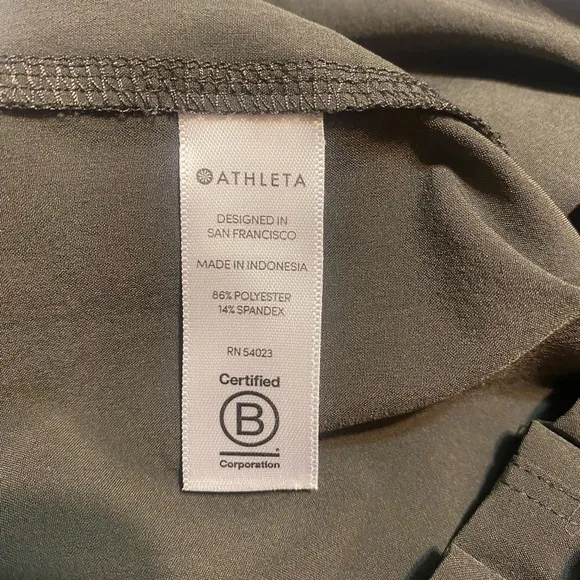 ATHLETA
DESIGNED IN
SAN FRANCISCO
MADE IN INDONESIA
86% POLYESTER
14% SPANDEX
RN 54023
Certified
B
Corporation